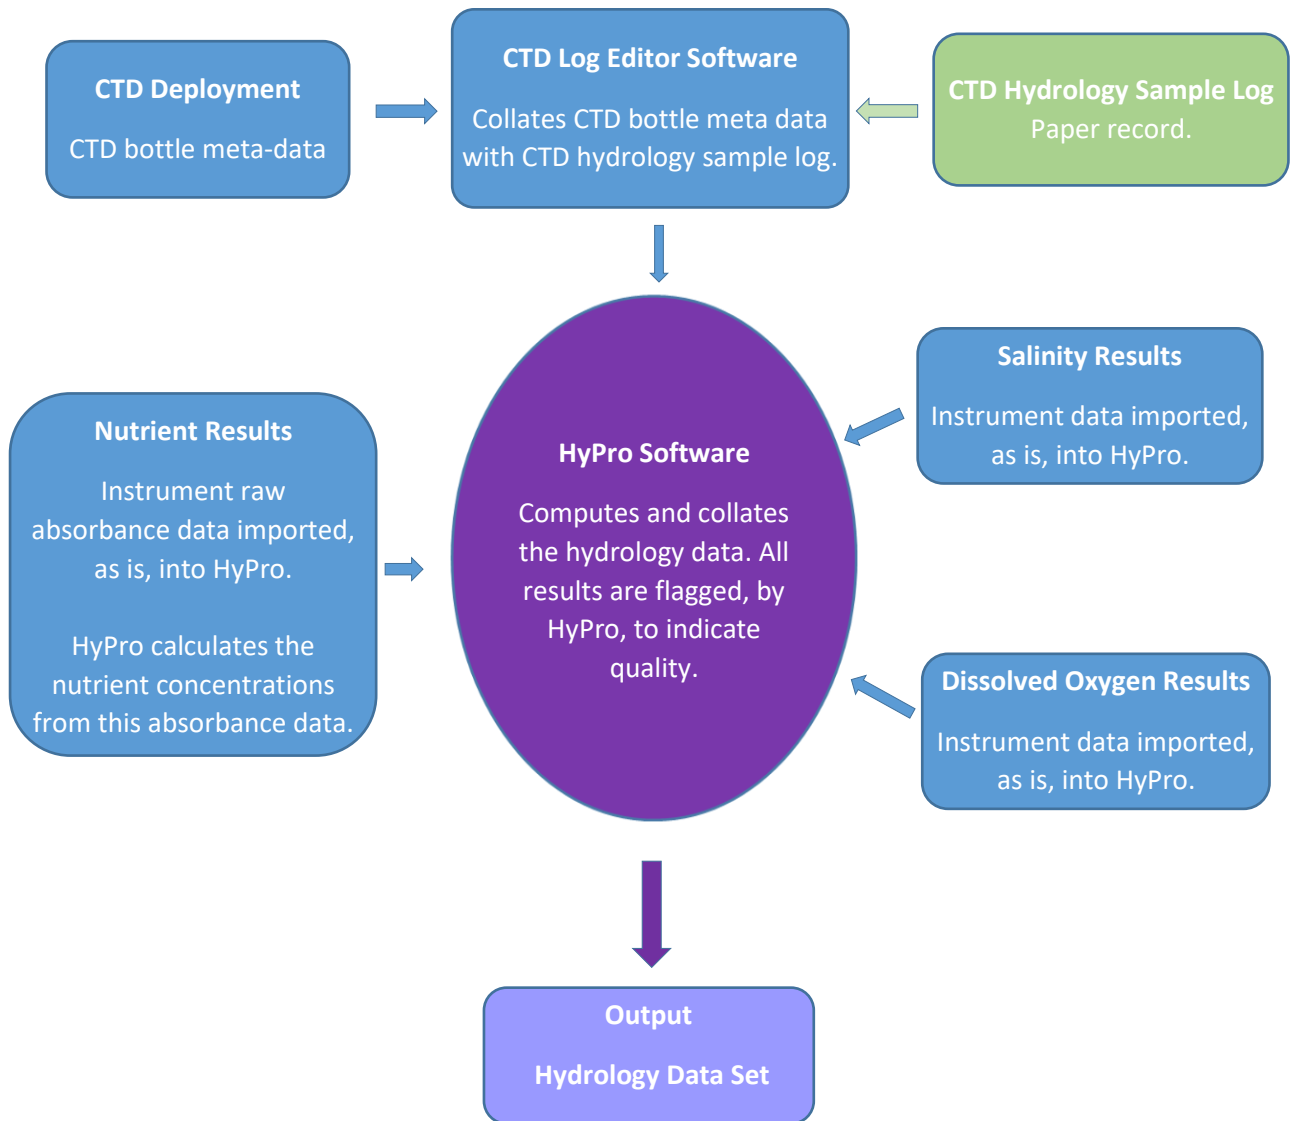 CTD Deployment
CTD bottle meta-data
CTD Log Editor Software
Collates CTD bottle meta data
with CTD hydrology sample log.
CTD Hydrology Sample Log
Paper record.
Nutrient Results
Instrument raw
absorbance data imported,
as is, into HyPro.
HyPro calculates the
nutrient concentrations
from this absorbance data.
HyPro Software
Computes and collates
the hydrology data. All
results are flagged, by
HyPro, to indicate
quality.
Salinity Results
Instrument data imported,
as is, into HyPro.
Dissolved Oxygen Results
Instrument data imported,
as is, into HyPro.
Output
Hydrology Data Set